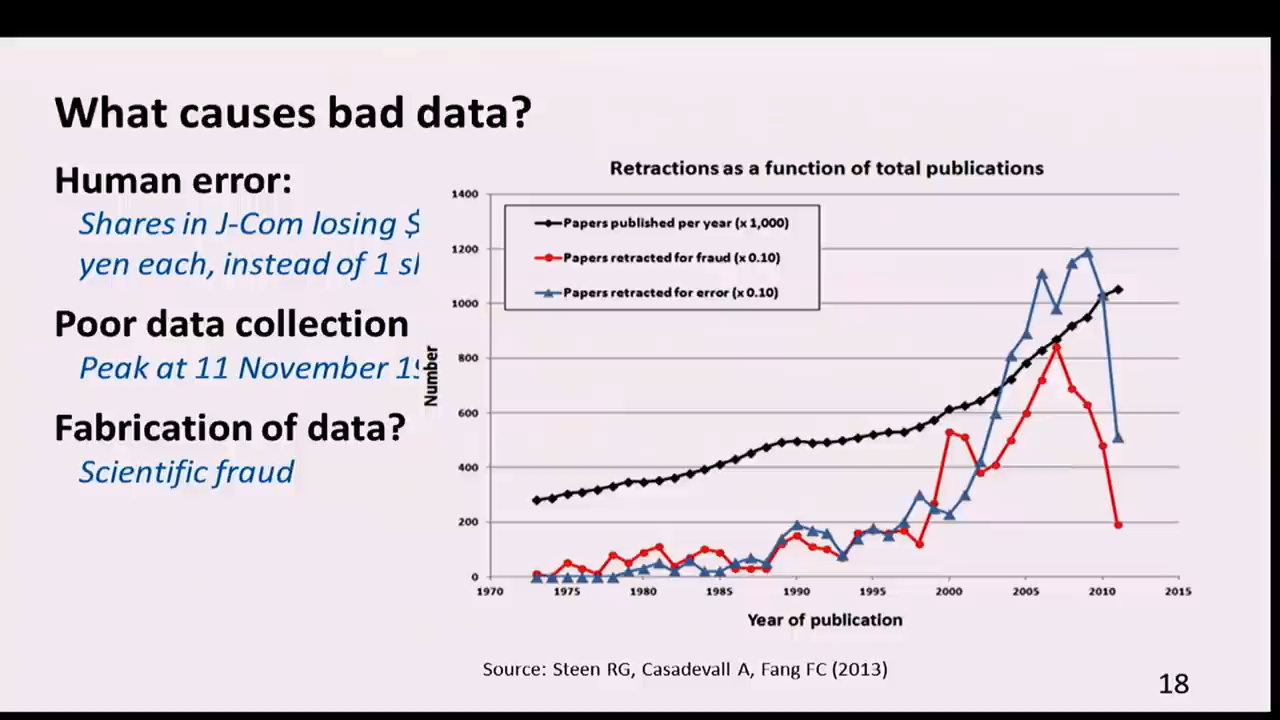 What causes bad data?
Human error:
Shares in J-Com losing $
yen each, instead of 1
Poor data collection
Peak at 11 November
Fabrication of data?
Scientific fraud
Retractions as a function of total publications
Papers published per year (x 1,000)
Papers retracted for fraud (x 0.10)
Papers retracted for error (x 0.10)
Number
1400
1200
1000
800
600
400
200
0
1970 1975 1980 1985 1990 1995 2000 2005 2010 2015
Year of publication
Source: Steen RG, Casadevall A, Fang FC (2013)
18